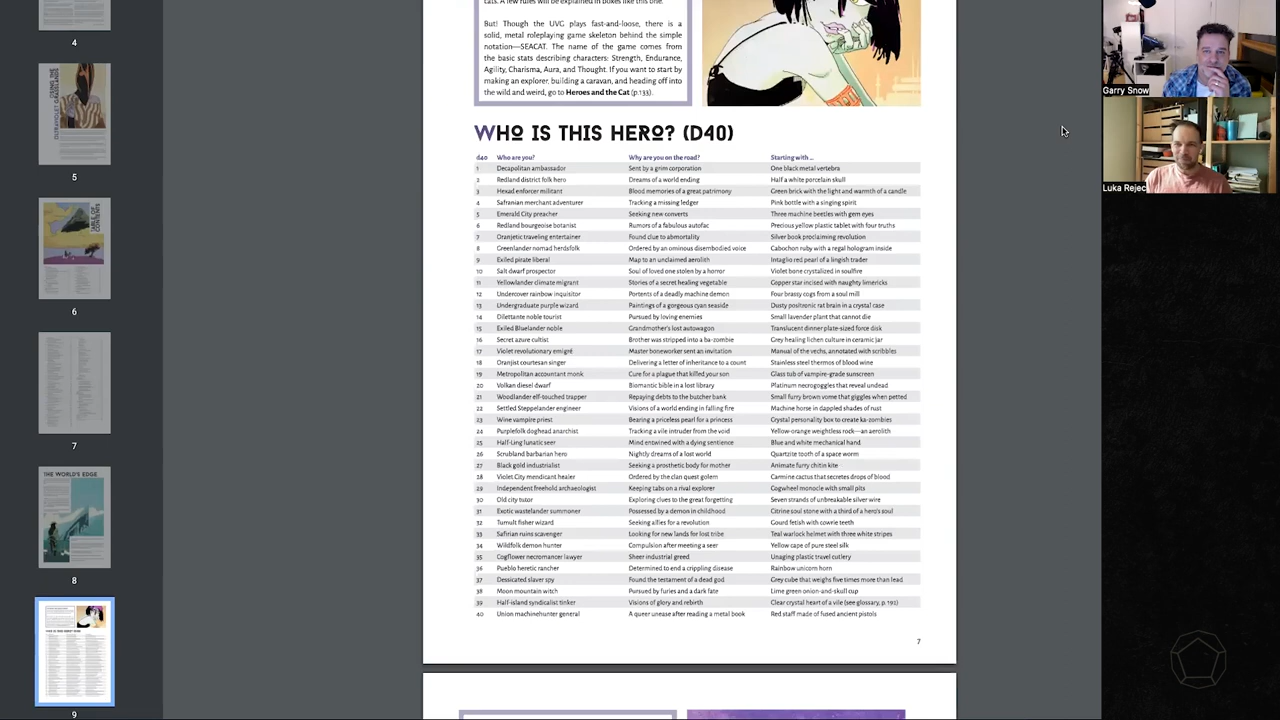 4
5
6
7
THE WORLD'S EDGE
8
9
But! Though the UVG plays fast-and-loose, there is a
solid, metal roleplaying game skeleton behind the simple
notation—SEACAT. The name of the game comes from
the basic stats describing characters: Strength, Endurance,
Agility, Charisma, Aura, and Thought. If you want to start by
making an explorer, building a caravan, and heading off into
the wild and weird, go to Heroes and the Cat (p.133).
WHO IS THIS HERO? (D40)
d40 Who are you? Why are you on the road? Starting with ...
1 Decapolitan ambassador Sent by a grim corporation One black metal vertebra
2 Redland district folk hero Dreams of a world ending Half a white porcelain skull
3 Hexad enforcer militant Blood memories of a great patrimony Green brick with the light and warmth of a candle
4 Safranian merchant adventurer Tracking a missing ledger Pink bottle with a singing spirit
5 Emerald City preacher Seeking new converts Three machine beetles with gem eyes
6 Redland bourgeoise botanist Rumors of a fabulous autofac Precious yellow plastic tablet with four truths
7 Oranjetic traveling entertainer Found clue to abmortality Silver book proclaiming revolution
8 Greenlander nomad herdsfolk Ordered by an ominous disembodied voice Cabochon ruby with a regal hologram inside
9 Exiled pirate liberal Map to an unclaimed aerolith Intaglio red pearl of a lingish trader
10 Salt dwarf prospector Soul of loved one stolen by a horror Violet bone crystalized in soulfire
11 Yellowlander climate migrant Stories of a secret healing vegetable Copper star incised with naughty limericks
12 Undercover rainbow inquisitor Portents of a deadly machine demon Four brassy cogs from a soul mill
13 Undergraduate purple wizard Paintings of a gorgeous cyan seaside Dusty positronic rat brain in a crystal case
14 Dilettante noble tourist Pursued by loving enemies Small lavender plant that cannot die
15 Exiled Bluelander noble Grandmother's lost autowagon Translucent dinner plate-sized force disk
16 Secret azure cultist Brother was stripped into a ba-zombie Grey healing lichen culture in ceramic jar
17 Violet revolutionary emigré Master boneworker sent an invitation Manual of the vechs, annotated with scribbles
18 Oranjist courtesan singer Delivering a letter of inheritance to a count Stainless steel thermos of blood wine
19 Metropolitan accountant monk Cure for a plague that killed your son Glass tub of vampire-grade sunscreen
20 Volkan diesel dwarf Biomantic bible in a lost library Platinum necrogoggles that reveal undead
21 Woodlander elf-touched trapper Repaying debts to the butcher bank Small furry brown vome that giggles when petted
22 Settled Steppelander engineer Visions of a world ending in falling fire Machine horse in dappled shades of rust
23 Wine vampire priest Bearing a priceless pearl for a princess Crystal personality box to create ka-zombies
24 Purplefolk doghead anarchist Tracking a vile intruder from the void Yellow-orange weightless rock—an aerolith
25 Half-Ling lunatic seer Mind entwined with a dying sentience Blue and white mechanical hand
26 Scrubland barbarian hero Nightly dreams of a lost world Quartzite tooth of a space worm
27 Black gold industrialist Seeking a prosthetic body for mother Animate furry chitin kite
28 Violet City mendicant healer Ordered by the clan quest golem Carmine cactus that secretes drops of blood
29 Independent freehold archaeologist Keeping tabs on a rival explorer Cogwheel monocle with small pits
30 Old city tutor Exploring clues to the great forgetting Seven strands of unbreakable silver wire
31 Exotic wastelander summoner Possessed by a demon in childhood Citrine soul stone with a third of a hero's soul
32 Tumult fisher wizard Seeking allies for a revolution Gourd fetish with cowrie teeth
33 Safirian ruins scavenger Looking for new lands for lost tribe Teal warlock helmet with three white stripes
34 Wildfolk demon hunter Compulsion after meeting a seer Yellow cape of pure steel silk
35 Cogflower necromancer lawyer Sheer industrial greed Unaging plastic travel cutlery
36 Pueblo heretic rancher Determined to end a crippling disease Rainbow unicorn horn
37 Dessicated slaver spy Found the testament of a dead god Grey cube that weighs five times more than lead
38 Moon mountain witch Pursued by furies and a dark fate Lime green onion-and-skull cup
39 Half-island syndicalist tinker Visions of glory and rebirth Clear crystal heart of a vile (see glossary, p.192)
40 Union machinehunter general A queer unease after reading a metal book Red staff made of fused ancient pistols
7
Garry Snow
Luka Rejec